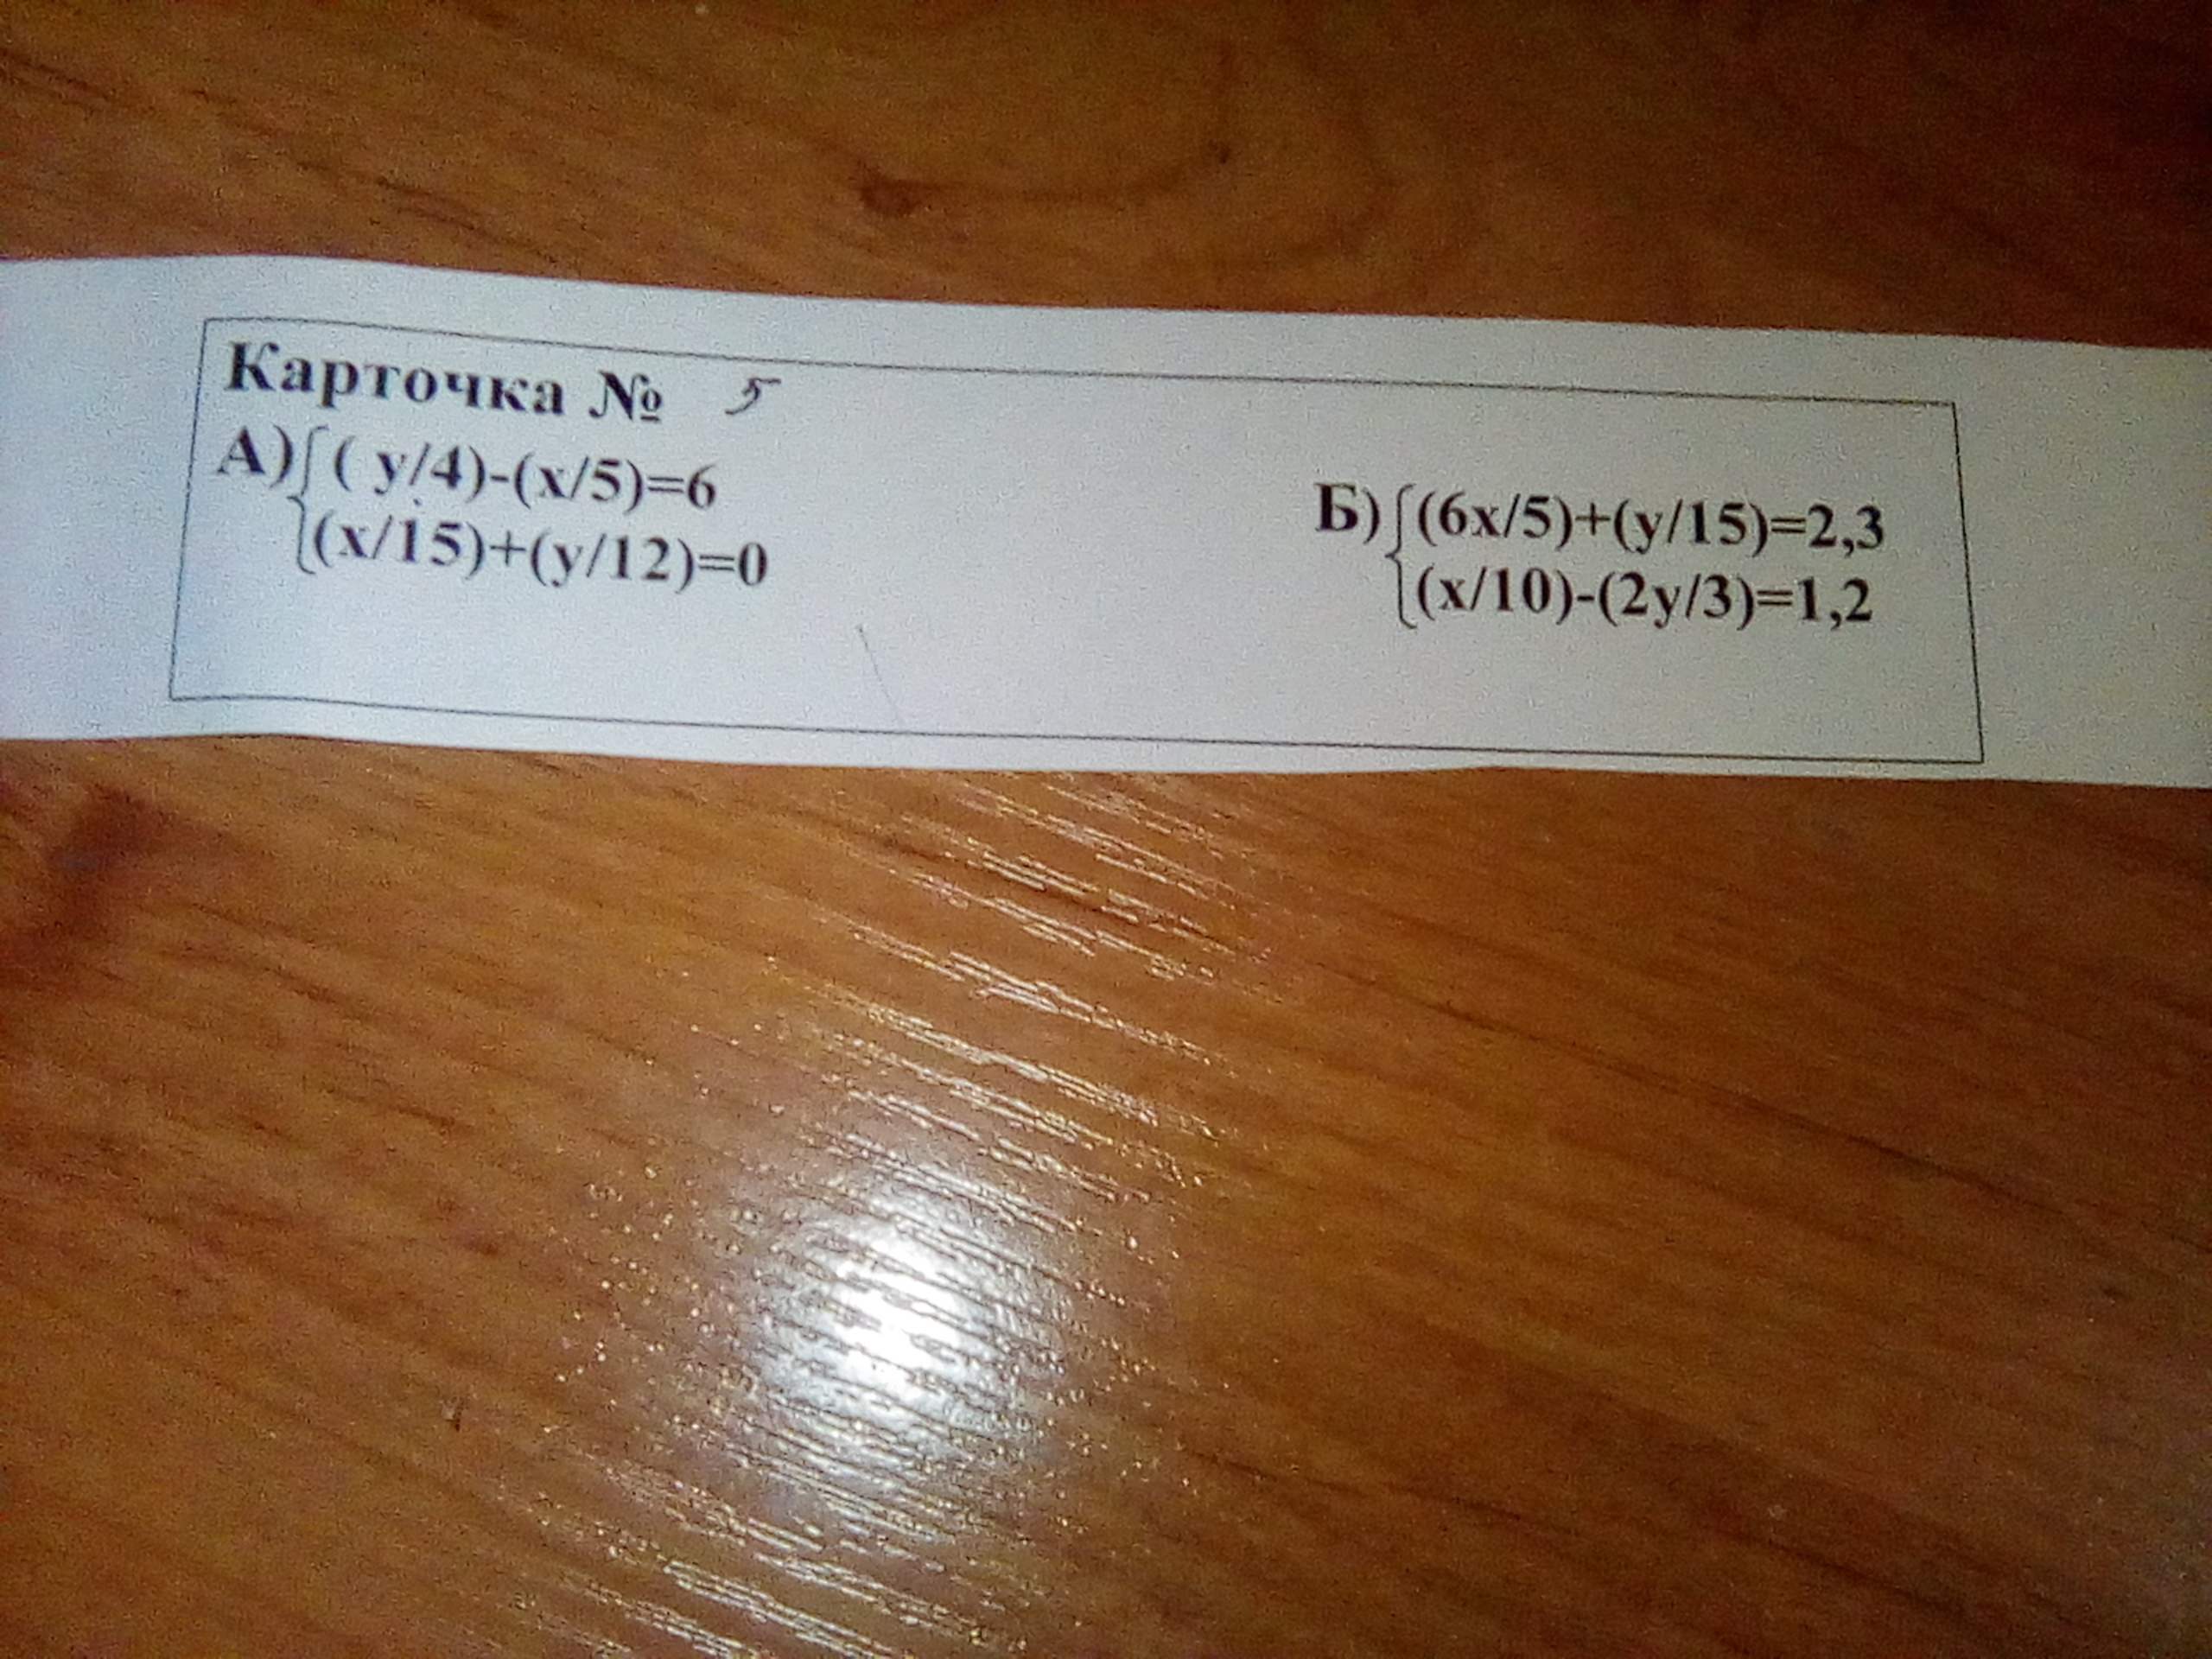 Карточка № 5
А){( y/4)-(x/5)=6
(x/15)+(y/12)=0
Б){(6x/5)+(y/15)=2,3
(x/10)-(2y/3)=1,2